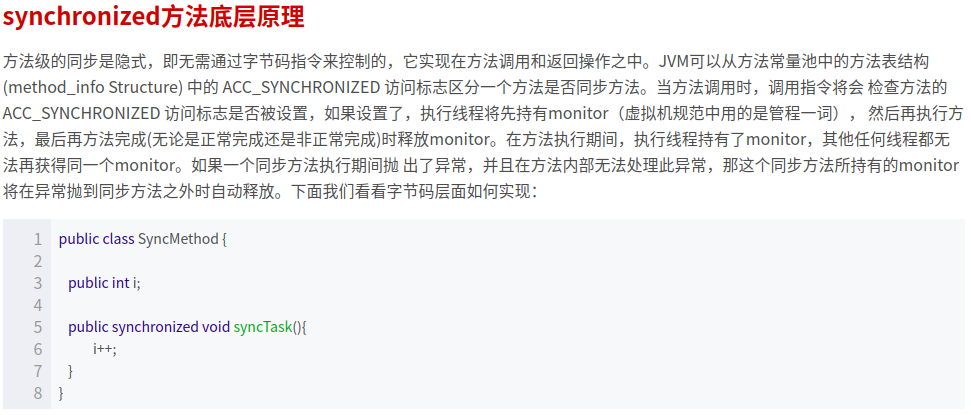 synchronized方法底层原理
方法级的同步是隐式，即无需通过字节码指令来控制的，它实现在方法调用和返回操作之中。JVM可以从方法常量池中的方法表结构
(method_info Structure) 中的 ACC_SYNCHRONIZED 访问标志区分一个方法是否同步方法。当方法调用时，调用指令将会 检查方法的
ACC_SYNCHRONIZED 访问标志是否被设置，如果设置了，执行线程将先持有monitor（虚拟机规范中用的是管程一词）， 然后再执行方
法，最后再方法完成(无论是正常完成还是非正常完成)时释放monitor。在方法执行期间，执行线程持有了monitor，其他任何线程都无
法再获得同一个monitor。如果一个同步方法执行期间抛 出了异常，并且在方法内部无法处理此异常，那这个同步方法所持有的monitor
将在异常抛到同步方法之外时自动释放。下面我们看看字节码层面如何实现：
1 public class SyncMethod {
2
3 public int i;
4
5 public synchronized void syncTask(){
6 i++;
7 }
8 }